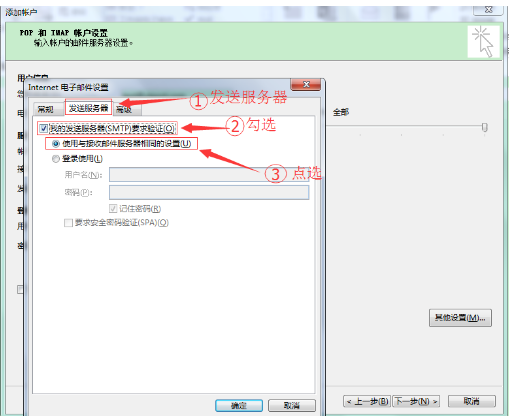 添加帐户
POP 和 IMAP 帐户设置
输入帐户的邮件服务器设置。
用户信息
Internet 电子邮件设置
①发送服务器
常规 发送服务器 高级
全部
我的发送服务器(SMTP)要求验证(O)
②勾选
使用与接收邮件服务器相同的设置(U)
登录使用(L)
③ 点选
用户名(N):
密码(P):
记住密码(R)
要求安全密码验证(SPA)(Q)
其他设置(M)...
确定 取消
< 上一步(B) 下一步(N) > 取消